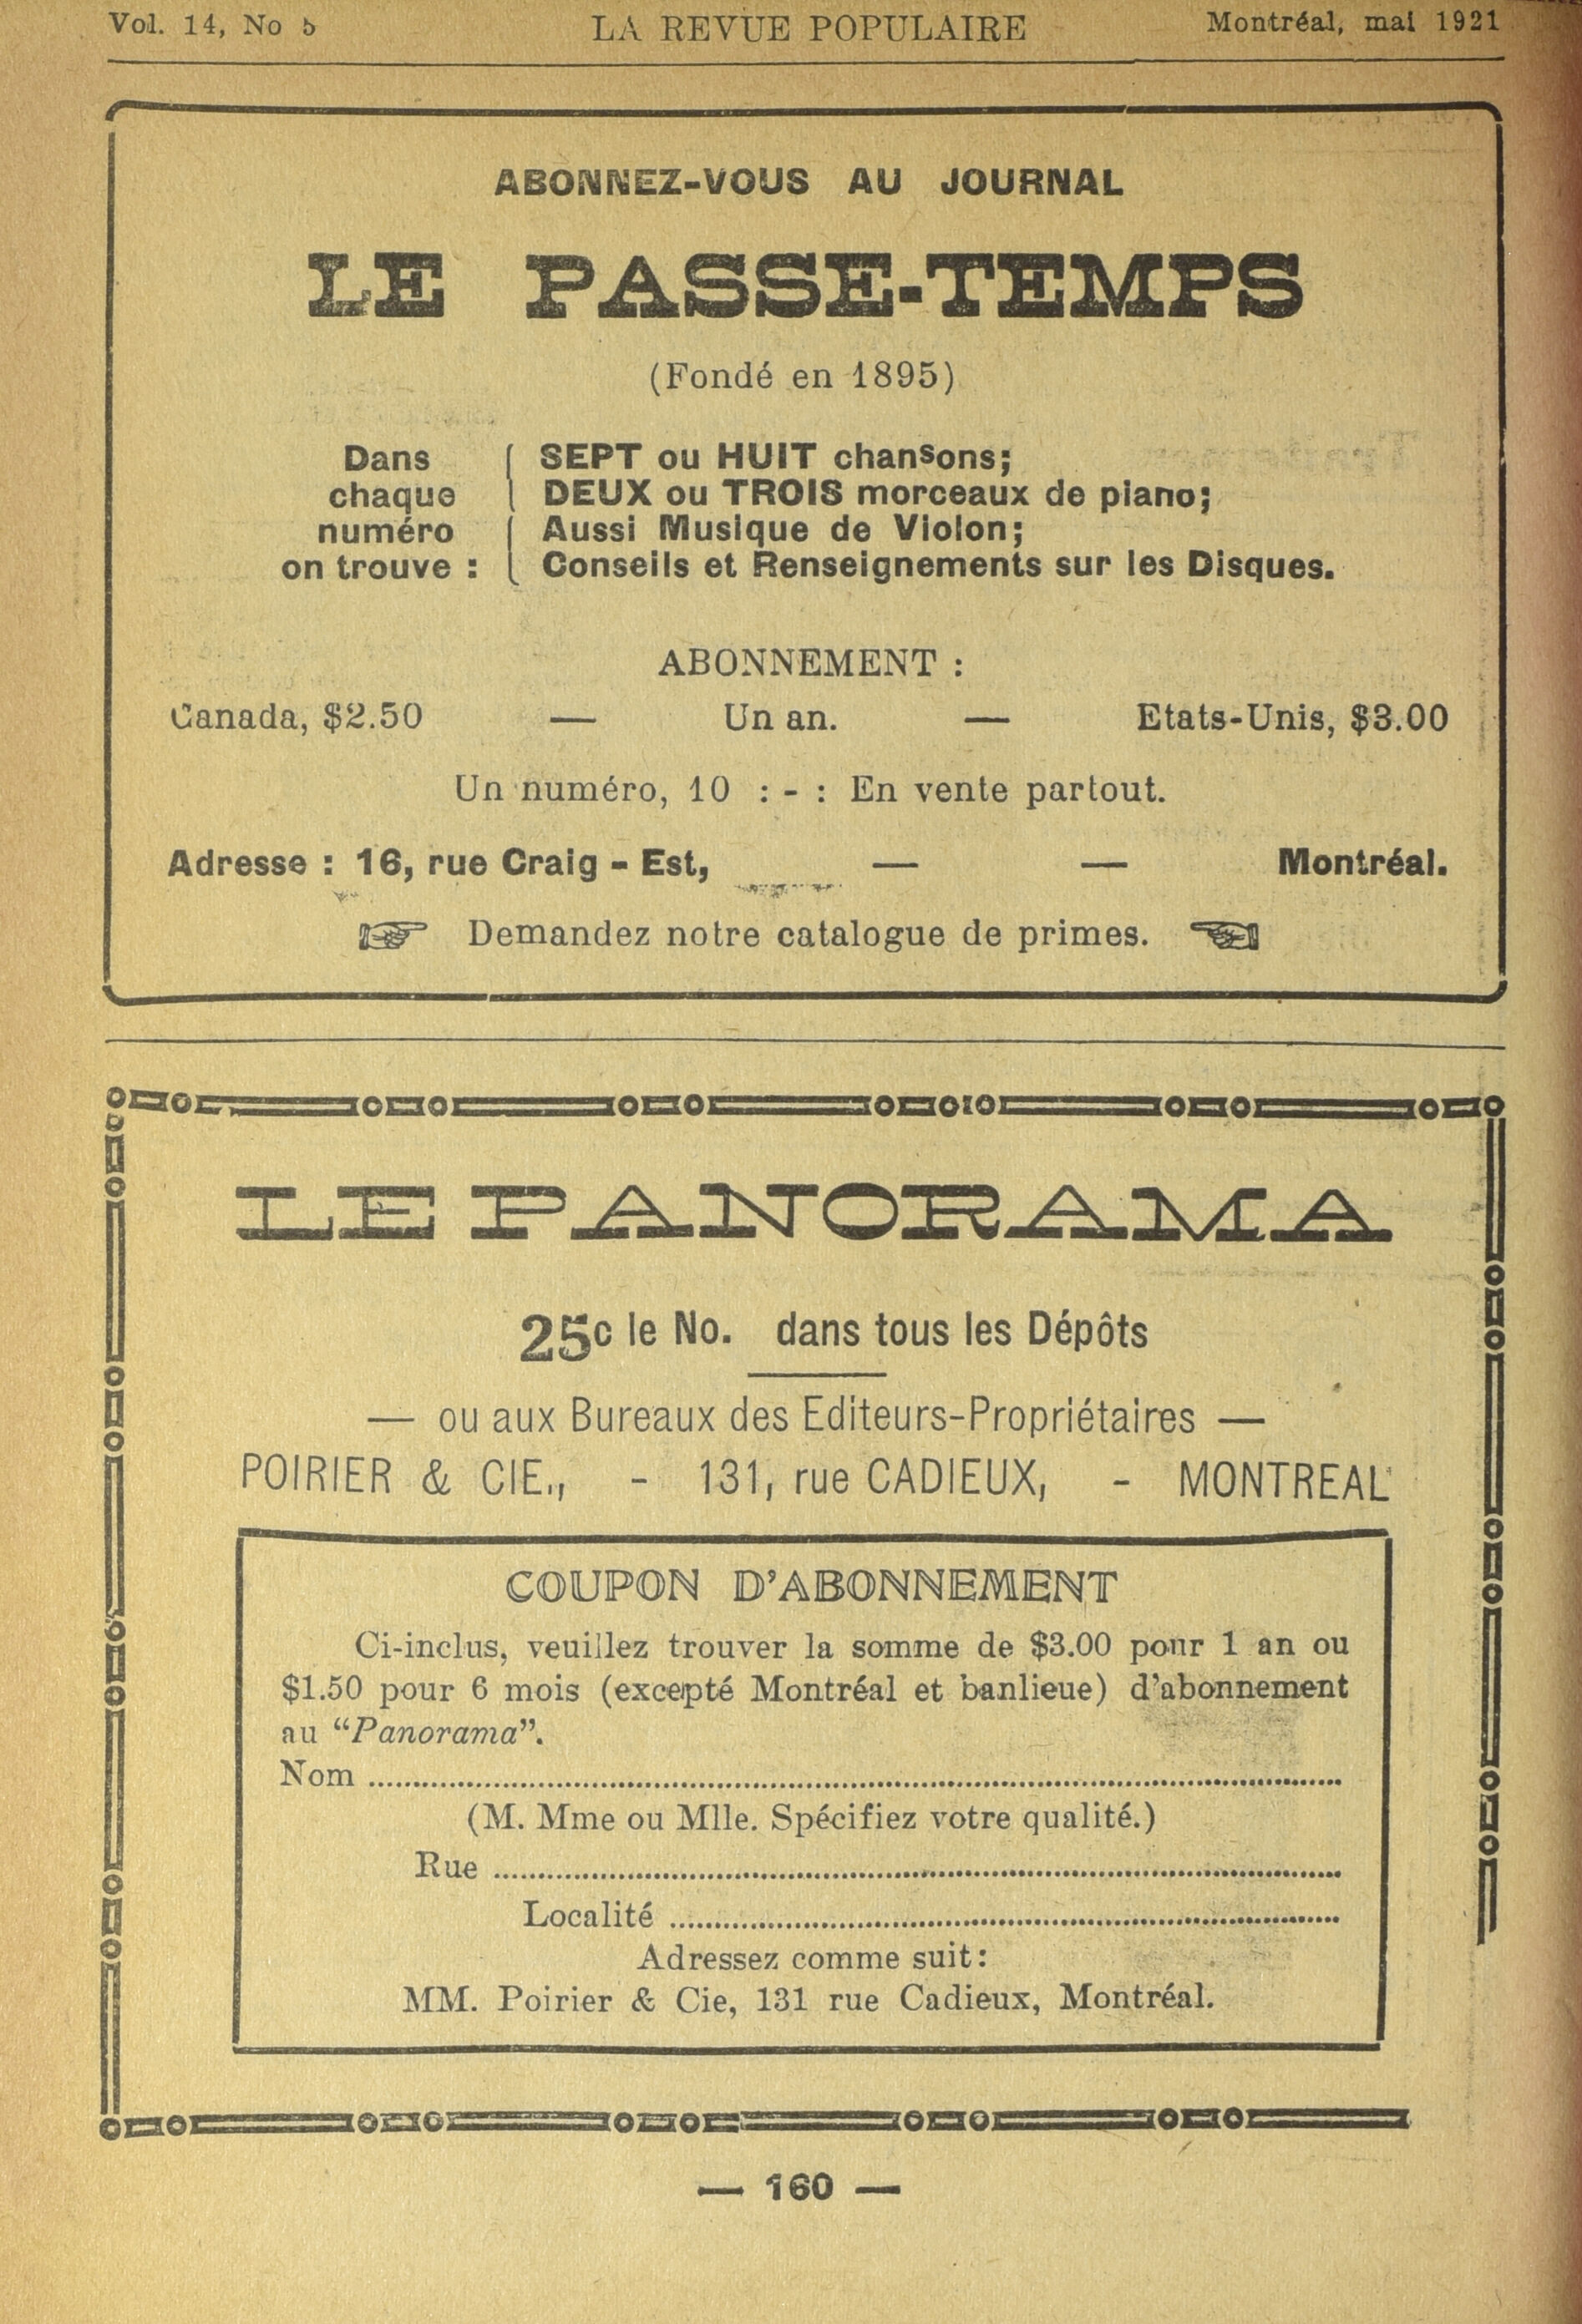 Vol. 14, No 5 LA REVUE POPULAIRE Montréal, mai 1921
ABONNEZ-VOUS AU JOURNAL
LE PASSE-TEMPS
(Fondé en 1895)
Dans SEPT ou HUIT chansons;
chaque DEUX ou TROIS morceaux de piano;
numéro Aussi Musique de Violon;
on trouve : Conseils et Renseignements sur les Disques.
ABONNEMENT :
Canada, $2.50 — Un an. — Etats-Unis, $3.00
Un numéro, 10 : - : En vente partout.
Adresse : 16, rue Craig - Est, — — Montréal.
Demandez notre catalogue de primes.
LE PANORAMA
25c le No. dans tous les Dépôts
— ou aux Bureaux des Editeurs-Propriétaires —
POIRIER & CIE., - 131, rue CADIEUX, - MONTREAL
COUPON D'ABONNEMENT
Ci-inclus, veuillez trouver la somme de $3.00 pour 1 an ou
$1.50 pour 6 mois (excepté Montréal et banlieue) d'abonnement
au "Panorama".
Nom ........................................
(M. Mme ou Mlle. Spécifiez votre qualité.)
Rue ........................................
Localité ........................................
Adressez comme suit:
MM. Poirier & Cie, 131 rue Cadieux, Montréal.
— 160 —